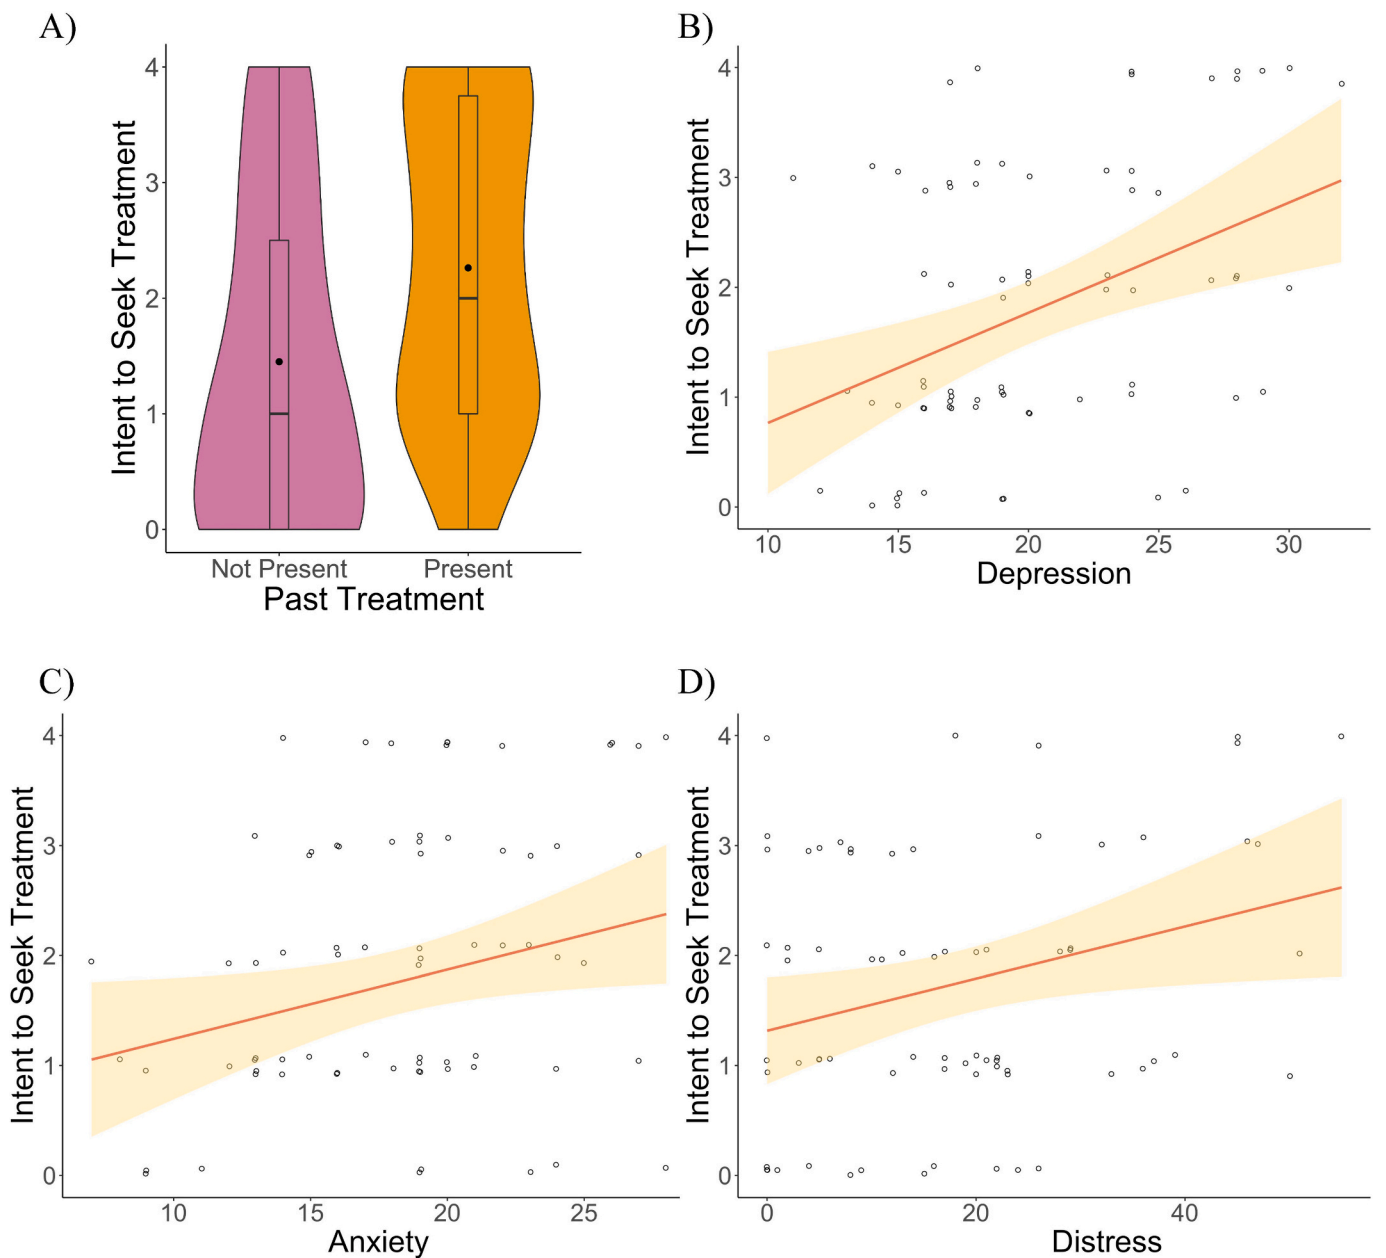 A)
Intent to Seek Treatment
4
3
2
1
0
Not Present
Present
Past Treatment
B)
Intent to Seek Treatment
4
3
2
1
0
10
15
20
25
30
Depression
C)
Intent to Seek Treatment
4
3
2
1
0
10
15
20
25
Anxiety
D)
Intent to Seek Treatment
4
3
2
1
0
0
20
40
Distress